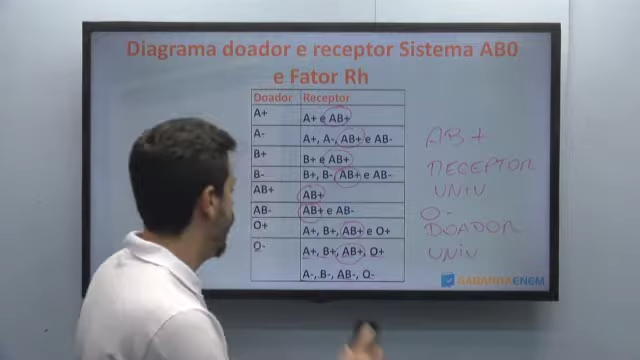 Diagrama doador e receptor Sistema AB0
e Fator Rh
Doador Receptor
A+ A+ e AB+
A- A+, A-, AB+ e AB-
B+ B+ e AB+
B- B+, B-, AB+ e AB-
AB+ AB+
AB- AB+ e AB-
O+ A+, B+, AB+ e O+
O- A+, B+, AB+, O+
A-, B-, AB-, O-
AB+
RECEPTOR
UNIV
O-
DOADOR
UNIV
GABARITAENEM